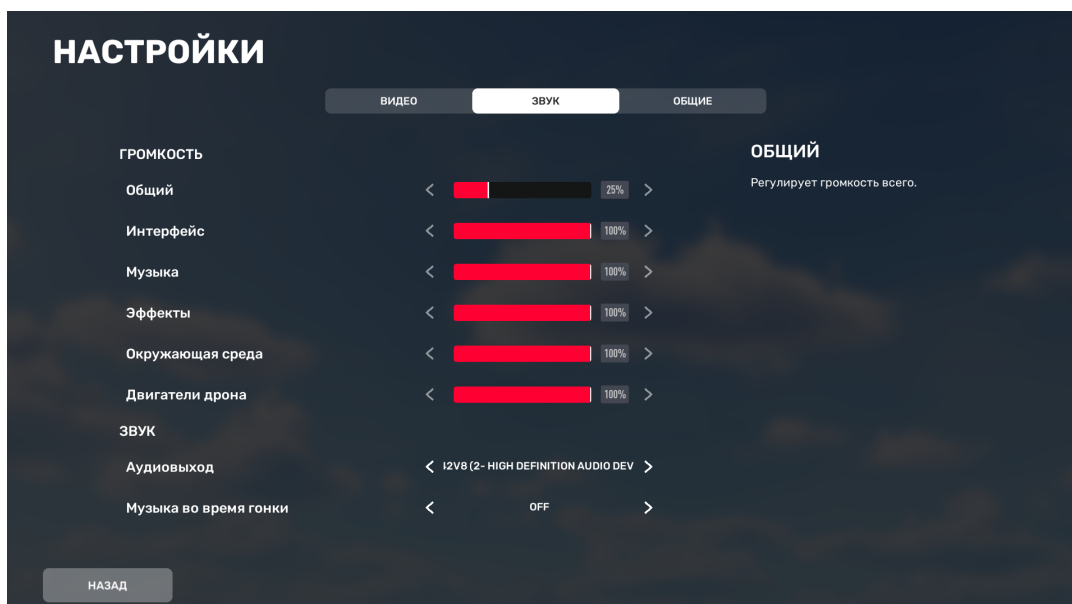 НАСТРОЙКИ
ВИДЕО ЗВУК ОБЩИЕ
ГРОМКОСТЬ
Общий 25%
Интерфейс 100%
Музыка 100%
Эффекты 100%
Окружающая среда 100%
Двигатели дрона 100%
ЗВУК
Аудиовыход (2- HIGH DEFINITION AUDIO DEV
Музыка во время гонки OFF
ОБЩИЙ
Регулирует громкость всего.
НАЗАД